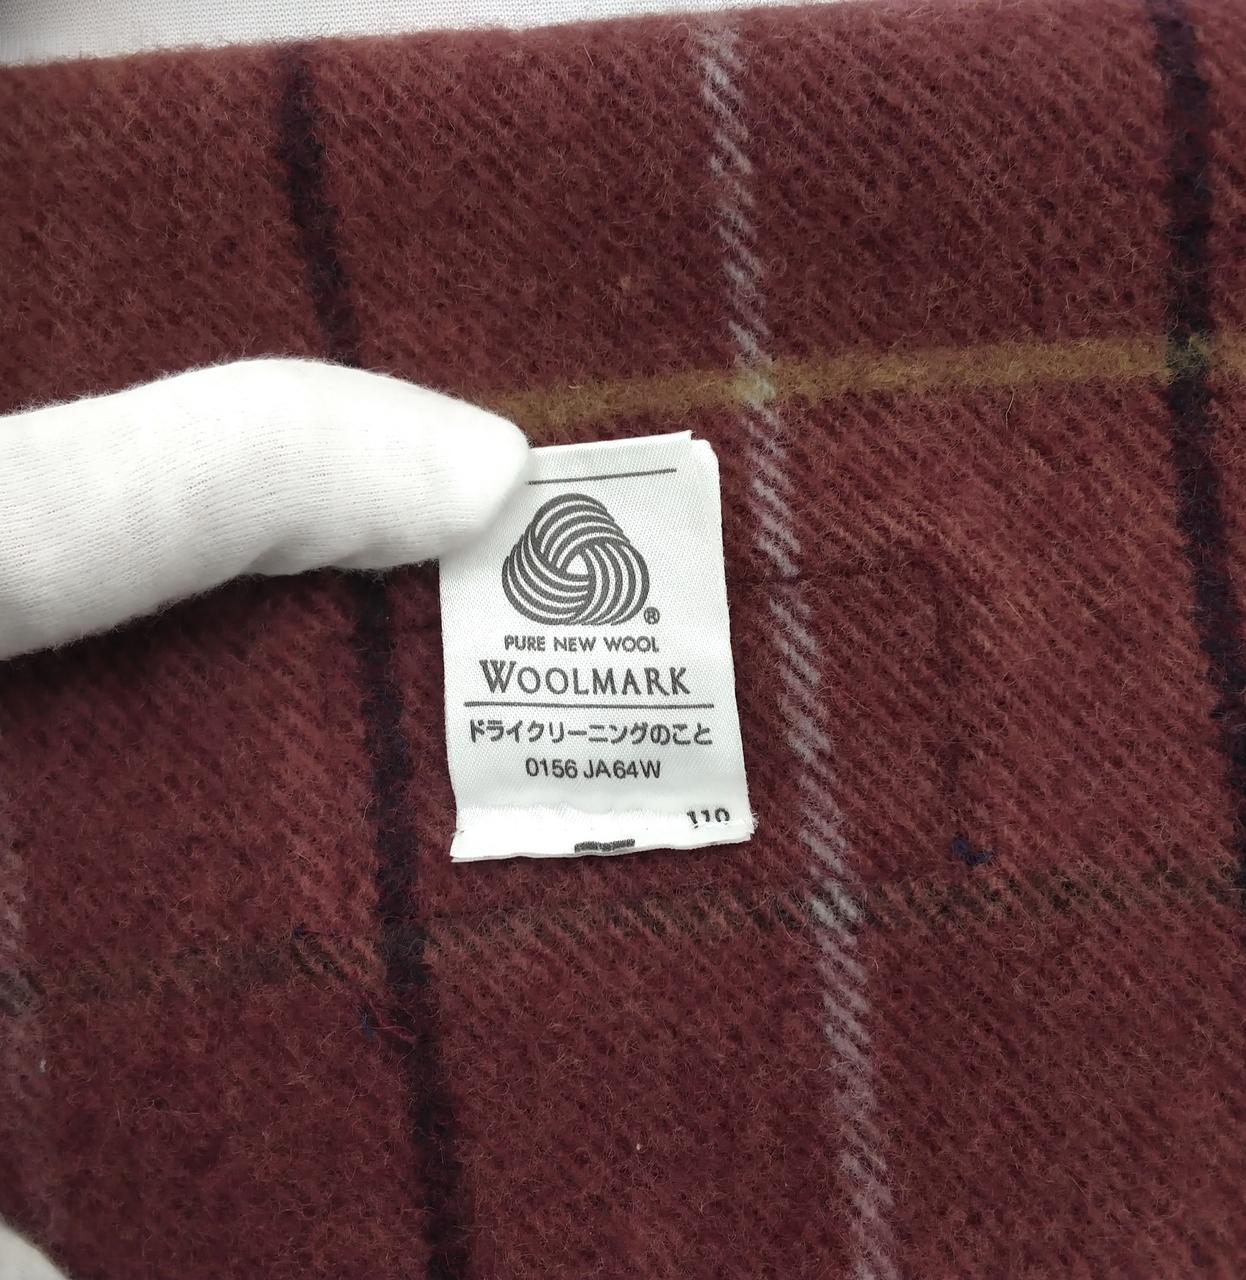 ®
PURE NEW WOOL
WOOLMARK
ドライクリーニングのこと
0156 JA64W
110